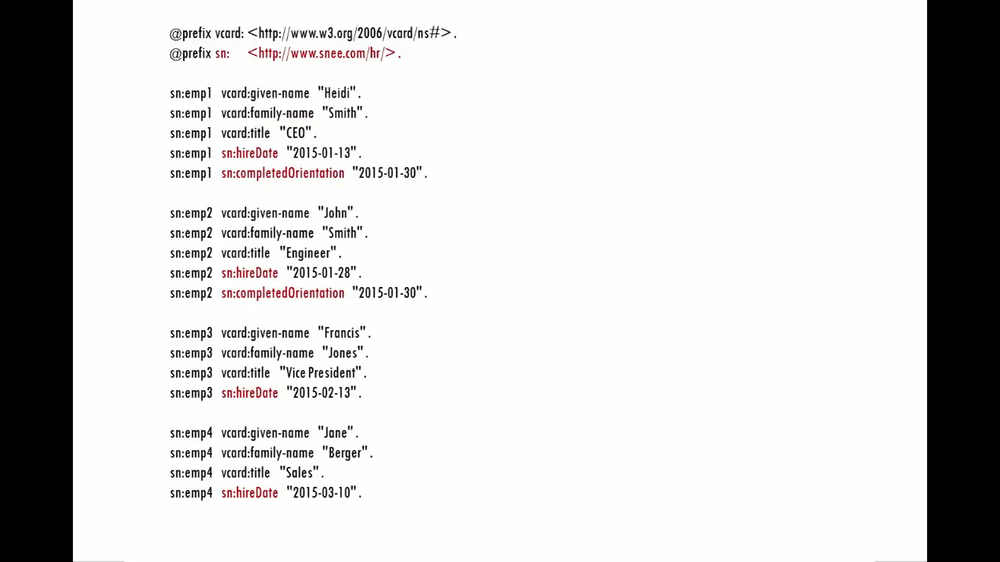 @prefix vcard: <http://www.w3.org/2006/vcard/ns#> .
@prefix sn: <http://www.snee.com/hr/> .
sn:emp1 vcard:given-name "Heidi" .
sn:emp1 vcard:family-name "Smith" .
sn:emp1 vcard:title "CEO" .
sn:emp1 sn:hireDate "2015-01-13" .
sn:emp1 sn:completedOrientation "2015-01-30" .
sn:emp2 vcard:given-name "John" .
sn:emp2 vcard:family-name "Smith" .
sn:emp2 vcard:title "Engineer" .
sn:emp2 sn:hireDate "2015-01-28" .
sn:emp2 sn:completedOrientation "2015-01-30" .
sn:emp3 vcard:given-name "Francis" .
sn:emp3 vcard:family-name "Jones" .
sn:emp3 vcard:title "Vice President" .
sn:emp3 sn:hireDate "2015-02-13" .
sn:emp4 vcard:given-name "Jane" .
sn:emp4 vcard:family-name "Berger" .
sn:emp4 vcard:title "Sales" .
sn:emp4 sn:hireDate "2015-03-10" .